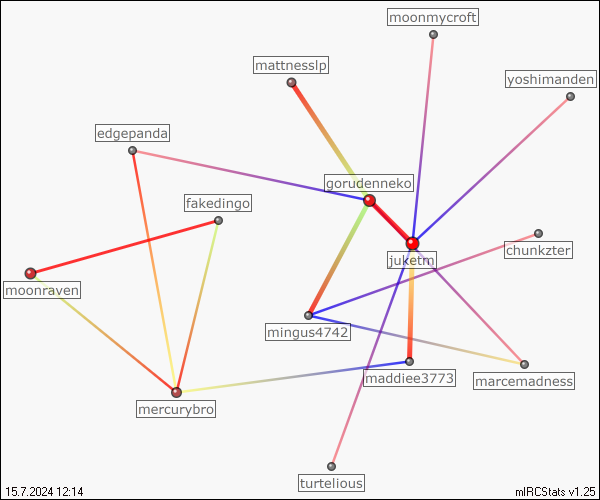 moonmycroft
mattnesslp
yoshimanden
edgepanda
gorudenneko
fakedingo
chunkzter
juketm
moonraven
mingus4742
maddiee3773
marcemadness
mercurybro
turtelious
15.7.2024 12:14
mIRCStats v1.25